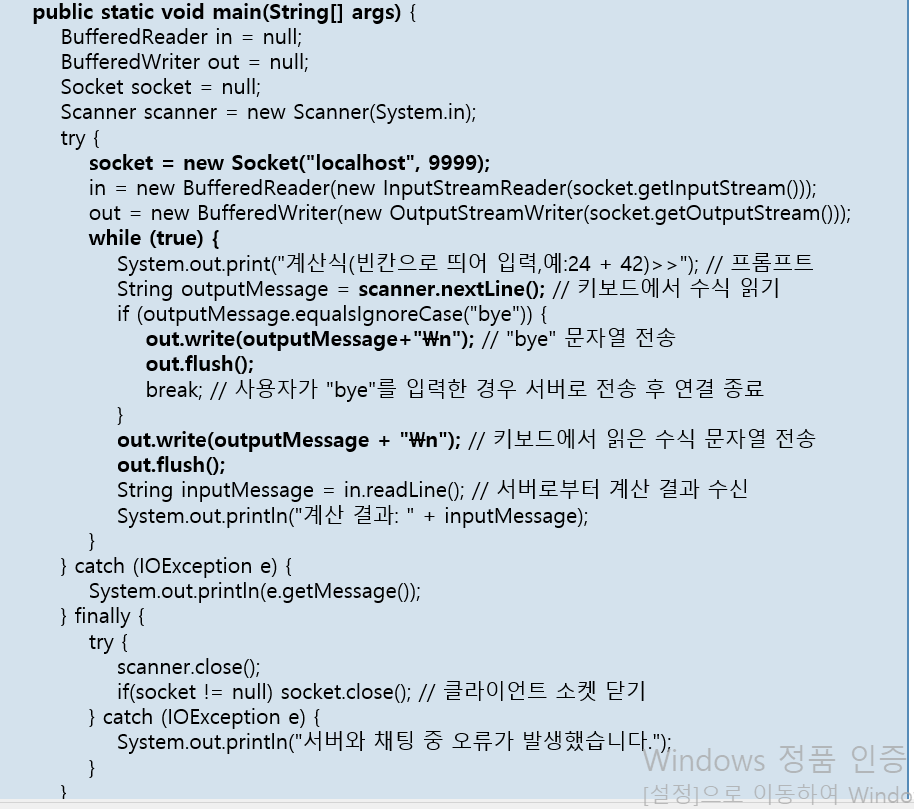 public static void main(String[] args) {
BufferedReader in = null;
BufferedWriter out = null;
Socket socket = null;
Scanner scanner = new Scanner(System.in);
try {
socket = new Socket("localhost", 9999);
in = new BufferedReader(new InputStreamReader(socket.getInputStream()));
out = new BufferedWriter(new OutputStreamWriter(socket.getOutputStream()));
while (true) {
System.out.print("계산식(빈칸으로 띄어 입력,예:24 + 42)>>"); // 프롬프트
String outputMessage = scanner.nextLine(); // 키보드에서 수식 읽기
if (outputMessage.equalsIgnoreCase("bye")) {
out.write(outputMessage+"₩n"); // "bye" 문자열 전송
out.flush();
break; // 사용자가 "bye"를 입력한 경우 서버로 전송 후 연결 종료
}
out.write(outputMessage + "₩n"); // 키보드에서 읽은 수식 문자열 전송
out.flush();
String inputMessage = in.readLine(); // 서버로부터 계산 결과 수신
System.out.println("계산 결과: " + inputMessage);
}
} catch (IOException e) {
System.out.println(e.getMessage());
} finally {
try {
scanner.close();
if(socket != null) socket.close(); // 클라이언트 소켓 닫기
} catch (IOException e) {
System.out.println("서버와 채팅 중 오류가 발생했습니다.");
}
}
Windows 정품 인증
[설정]으로 이동하여 Windo